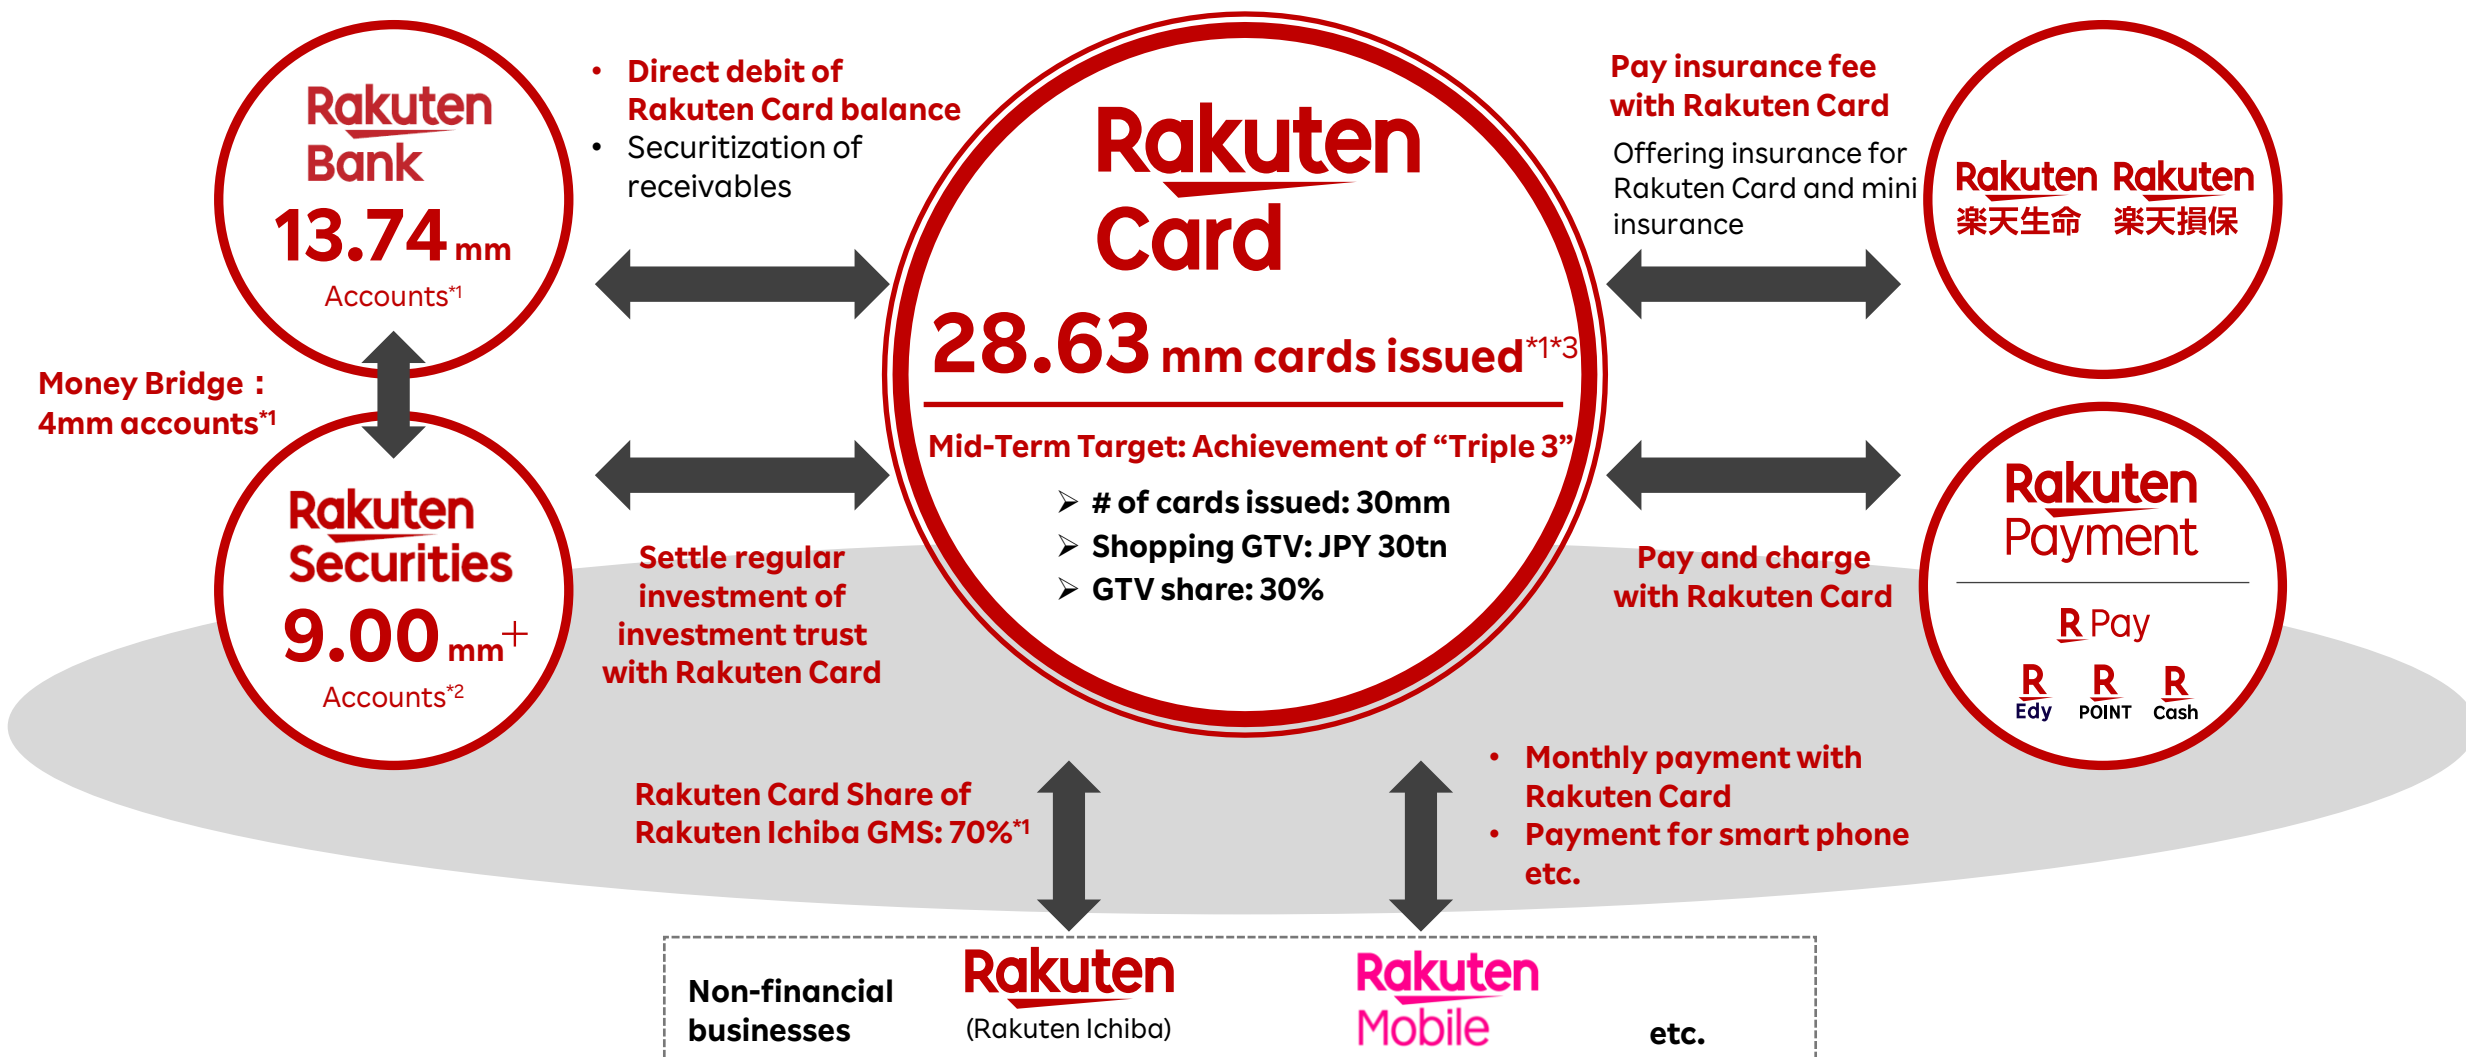 Rakuten
Bank
13.74 mm
Accounts*1
• Direct debit of
Rakuten Card balance
• Securitization of
receivables
Rakuten
Card
28.63 mm cards issued*1*3
Mid-Term Target: Achievement of “Triple 3”
➢ # of cards issued: 30mm
➢ Shopping GTV: JPY 30tn
➢ GTV share: 30%
Pay insurance fee
with Rakuten Card
Offering insurance for
Rakuten Card and mini
insurance
Rakuten
楽天生命
Rakuten
楽天損保
Money Bridge：
4mm accounts*1
Rakuten
Securities
9.00 mm+
Accounts*2
Settle regular
investment of
investment trust
with Rakuten Card
Pay and charge
with Rakuten Card
Rakuten
Payment
R Pay
R
Edy
R
POINT
R
Cash
Rakuten Card Share of
Rakuten Ichiba GMS: 70%*1
• Monthly payment with
Rakuten Card
• Payment for smart phone
etc.
Non-financial
businesses
Rakuten
(Rakuten Ichiba)
Rakuten
Mobile
etc.